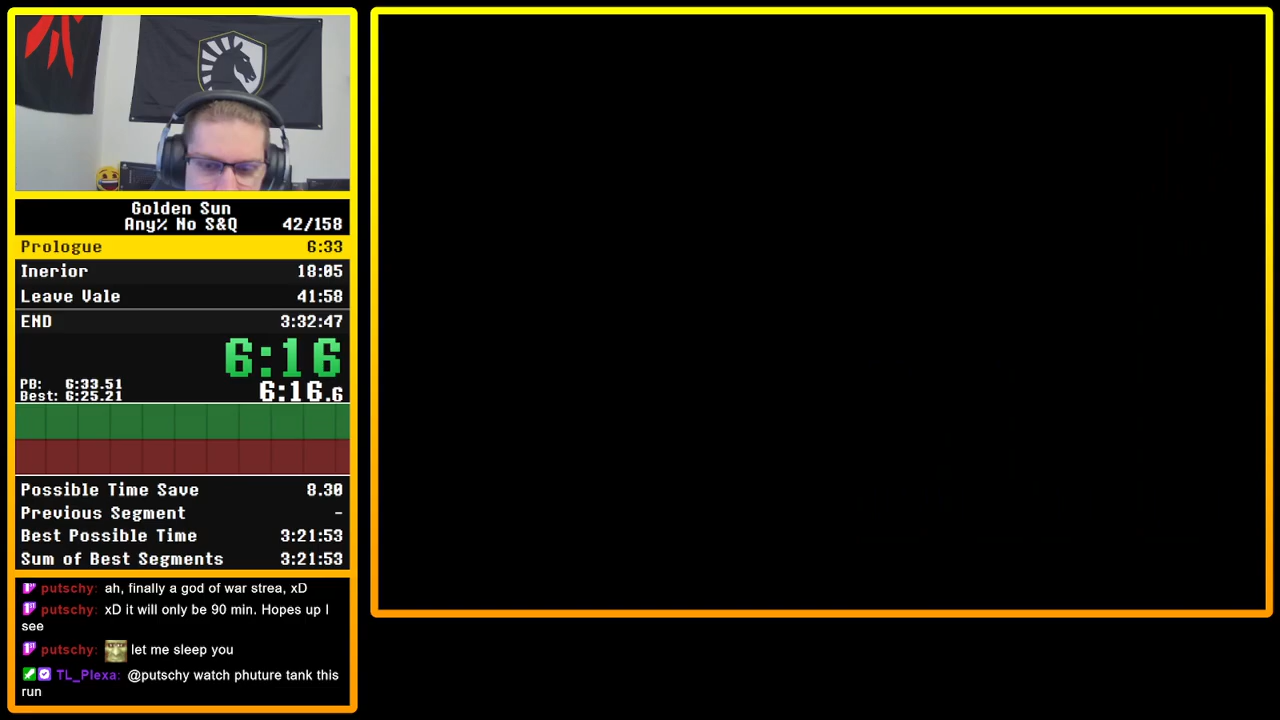 Golden Sun
Any% No S&Q 42/158
Prologue 6:33
Inerior 18:05
Leave Vale 41:58
END 3:32:47
6:16
PB: 6:33.51
Best: 6:25.21
6:16.6
Possible Time Save 8.30
Previous Segment -
Best Possible Time 3:21:53
Sum of Best Segments 3:21:53
putschy: ah, finally a god of war strea, xD
putschy: xD it will only be 90 min. Hopes up I
see
putschy: let me sleep you
TL_Plexa: @putschy watch phuture tank this
run